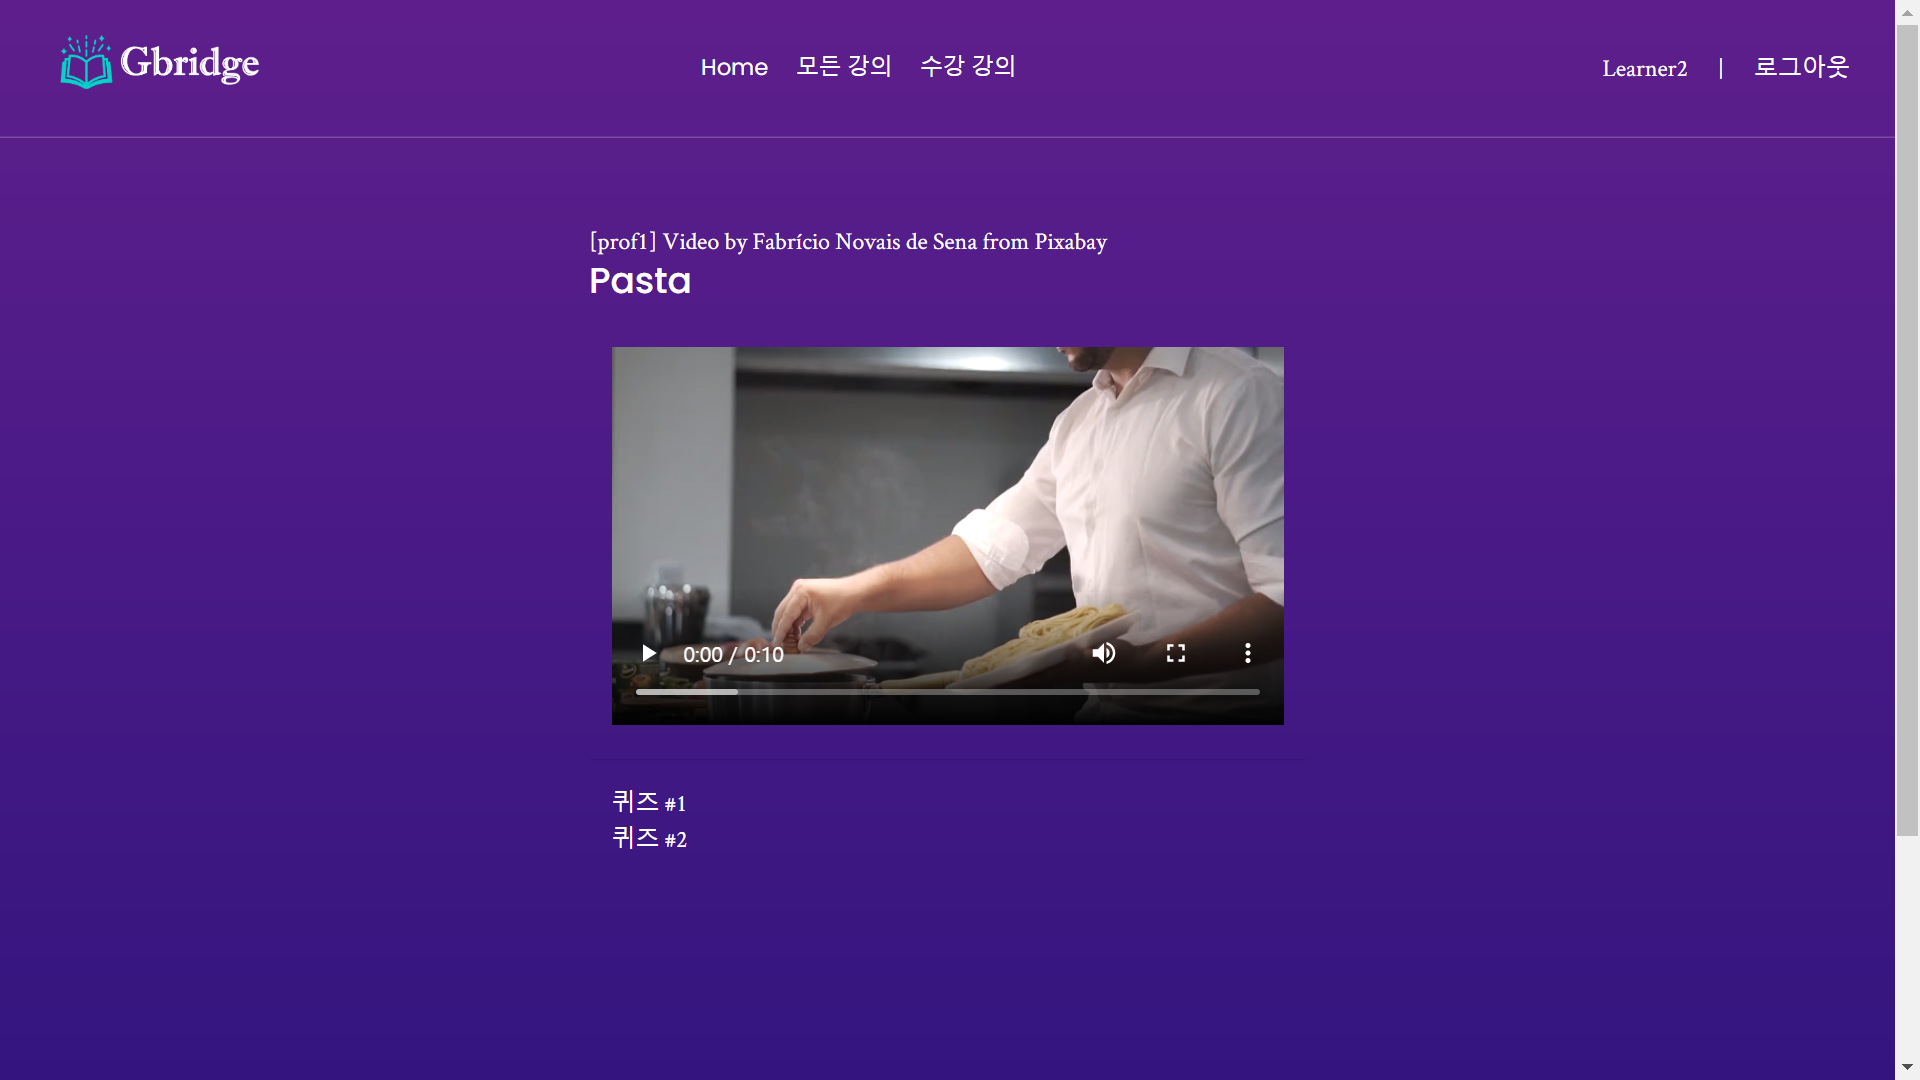 Gbridge
Home 모든 강의 수강 강의
Learner2 | 로그아웃
[prof1] Video by Fabrício Novais de Sena from Pixabay
Pasta
0:00 / 0:10
퀴즈 #1
퀴즈 #2